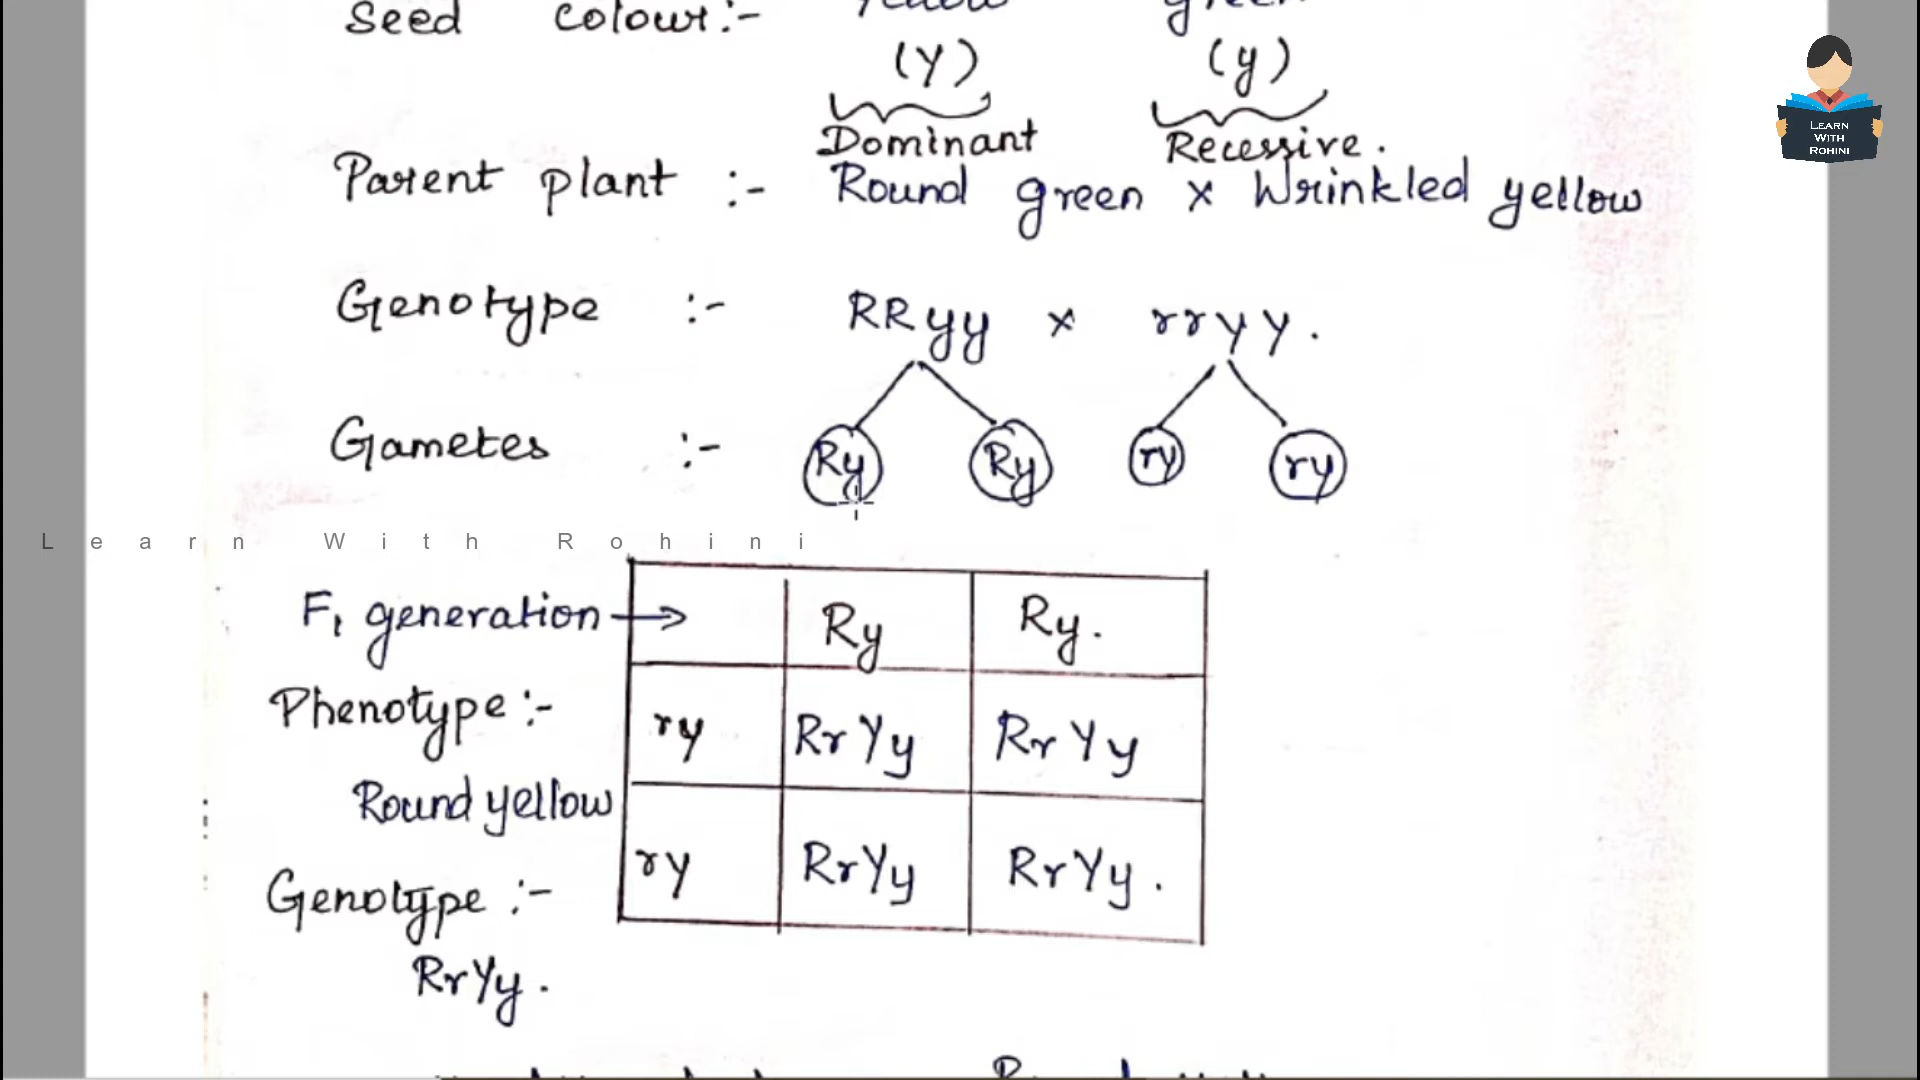 Seed colour:- Yellow green
(Y) (y)
Dominant Recessive.
Parent plant :- Round green x Wrinkled yellow
Genotype :- RRyy x rrYY.
Gametes :- Ry Ry rY rY
Learn With Rohini
F1 generation → Ry Ry.
Phenotype :- rY RrYy RrYy
Round yellow
rY RrYy RrYy.
Genotype :-
RrYy.
LEARN
WITH
ROHINI